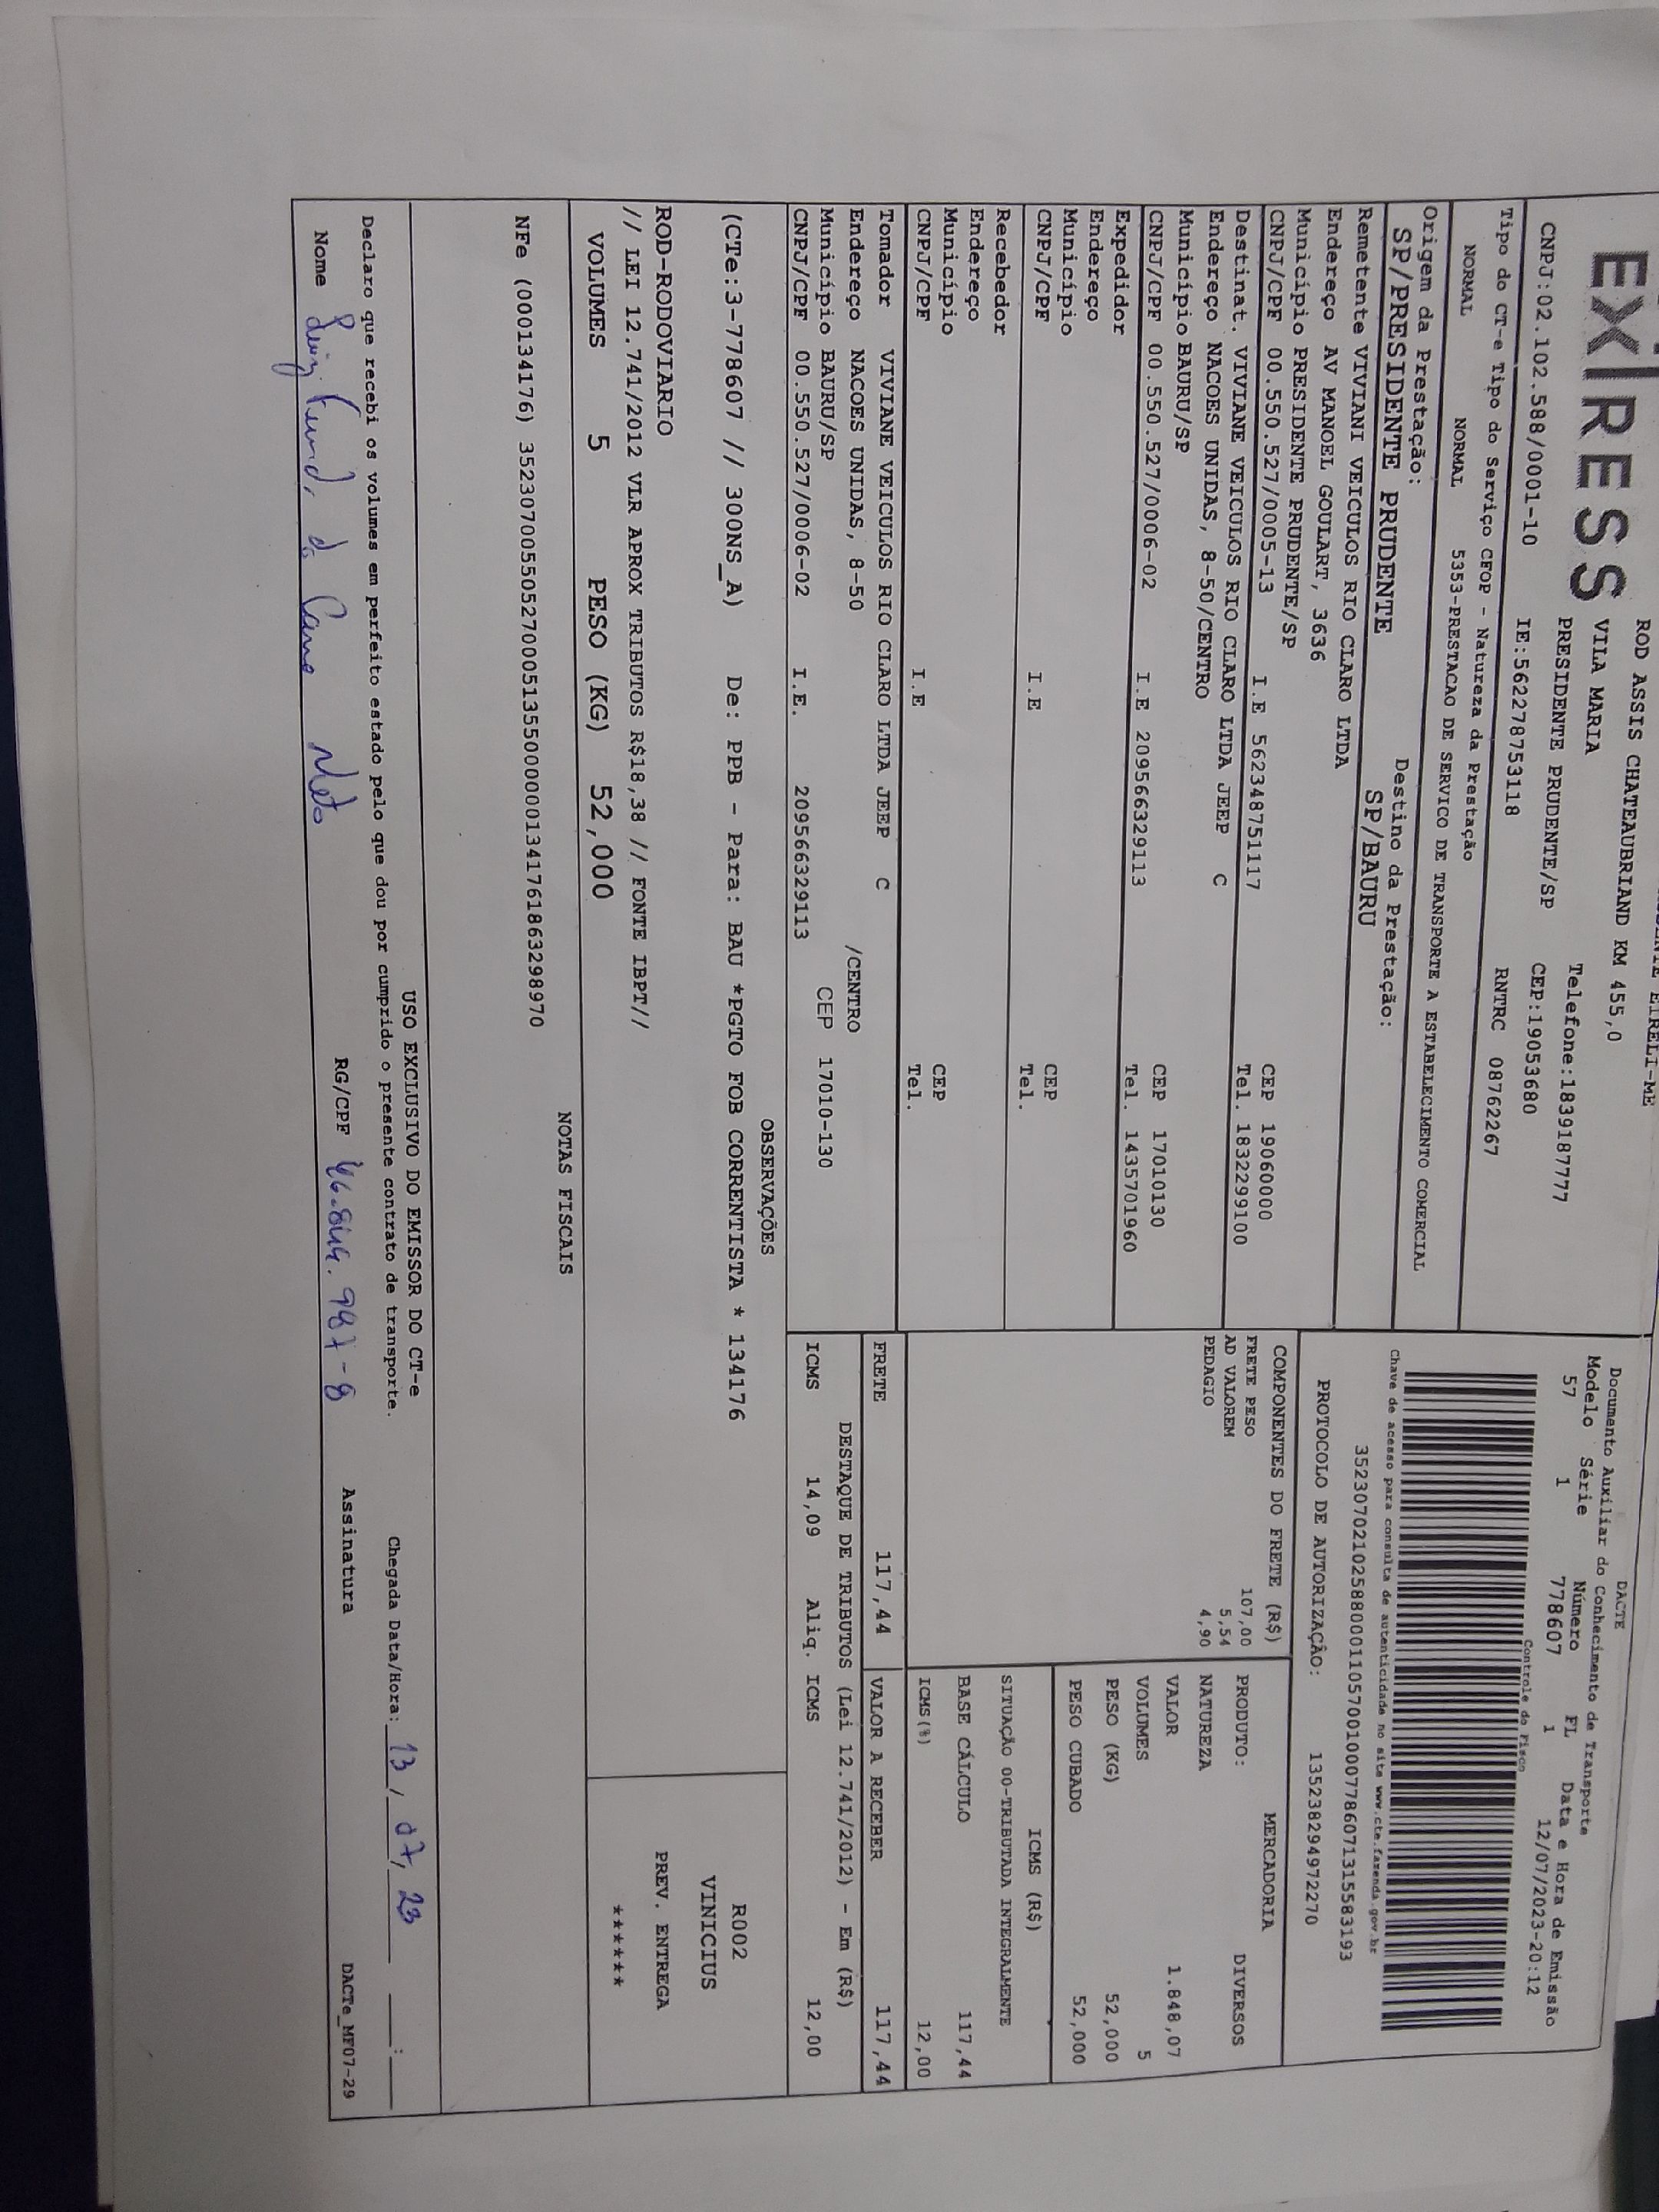 EIRELI-ME
EXPRESS
ROD ASSIS CHATEAUBRIAND KM 455,0
VILA MARIA
Telefone:1839187777
PRESIDENTE PRUDENTE/SP
CEP:19053680
CNPJ:02.102.588/0001-10 IE:562278753118
RNTRC 08762267
Tipo do CT-e Tipo do Serviço CFOP - Natureza da Prestação
NORMAL NORMAL 5353-PRESTACAO DE SERVICO DE TRANSPORTE A ESTABELECIMENTO COMERCIAL
Origem da Prestação: Destino da Prestação:
SP/PRESIDENTE PRUDENTE SP/BAURU
Remetente VIVIANI VEICULOS RIO CLARO LTDA
Endereço AV MANOEL GOULART, 3636
Município PRESIDENTE PRUDENTE/SP CEP 19060000
CNPJ/CPF 00.550.527/0005-13 I.E 562348751117 Tel. 1832299100
Destinat. VIVIANE VEICULOS RIO CLARO LTDA JEEP C
Endereço NACOES UNIDAS, 8-50/CENTRO
Município BAURU/SP CEP 17010130
CNPJ/CPF 00.550.527/0006-02 I.E 209566329113 Tel. 1435701960
Expedidor
Endereço
Município CEP
CNPJ/CPF I.E Tel.
Recebedor
Endereço
Município CEP
CNPJ/CPF I.E Tel.
Tomador VIVIANE VEICULOS RIO CLARO LTDA JEEP C
Endereço NACOES UNIDAS, 8-50 /CENTRO
Município BAURU/SP CEP 17010-130
CNPJ/CPF 00.550.527/0006-02 I.E. 209566329113
DACTE
Documento Auxiliar do Conhecimento de Transporte
Modelo Série Número FL Data e Hora de Emissão
57 1 778607 1 12/07/2023-20:12
Controle do Fisco
Chave de acesso para consulta de autenticidade no site www.cte.fazenda.gov.br
35230702102588000110570010007786071315583193
PROTOCOLO DE AUTORIZAÇÃO: 135238294972270
COMPONENTES DO FRETE (R$)
FRETE PESO 107,00
AD VALOREM 5,54
PEDAGIO 4,90
MERCADORIA
PRODUTO: DIVERSOS
NATUREZA
VALOR 1.848,07
VOLUMES 5
PESO (KG) 52,000
PESO CUBADO 52,000
ICMS (R$)
SITUAÇÃO 00-TRIBUTADA INTEGRALMENTE
BASE CÁLCULO 117,44
ICMS(%) 12,00
FRETE 117,44 VALOR A RECEBER 117,44
DESTAQUE DE TRIBUTOS (Lei 12.741/2012) - Em (R$)
ICMS 14,09 Aliq. ICMS 12,00
OBSERVAÇÕES
(CTe:3-778607 // 300NS_A) De: PPB - Para: BAU *PGTO FOB CORRENTISTA * 134176
ROD-RODOVIARIO
// LEI 12.741/2012 VLR APROX TRIBUTOS R$18,38 // FONTE IBPT//
R002
VINICIUS
PREV. ENTREGA
*******
VOLUMES 5 PESO (KG) 52,000
NOTAS FISCAIS
NFe (000134176) 35230700550527000513550000001341761863298970
USO EXCLUSIVO DO EMISSOR DO CT-e
Declaro que recebi os volumes em perfeito estado pelo que dou por cumprido o presente contrato de transporte. Chegada Data/Hora: 13 / 07 / 23 :
Nome Luiz do Carmo Neto RG/CPF Assinatura
DACTe_MF07-29